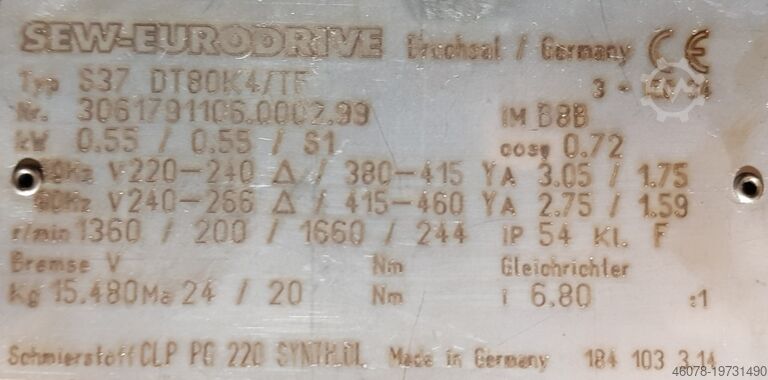 SEW-EURODRIVE Bruchsal / Germany CE
Typ S37 DT80K4/TF 3 ~ IEC 34
Nr. 3061791106.0002.99 IM B8B
kW 0.55 / 0.55 / S1 cosφ 0.72
50Hz V 220-240 Δ / 380-415 Y A 3.05 / 1.75
60Hz V 240-266 Δ / 415-460 Y A 2.75 / 1.59
r/min 1360 / 200 / 1660 / 244 IP 54 Kl. F
Bremse V Nm Gleichrichter
Kg 15.480 Ma 24 / 20 Nm i 6.80 :1
Schmierstoff CLP PG 220 SYNTH.ÖL Made in Germany 184 103 3.14
46078-19731490